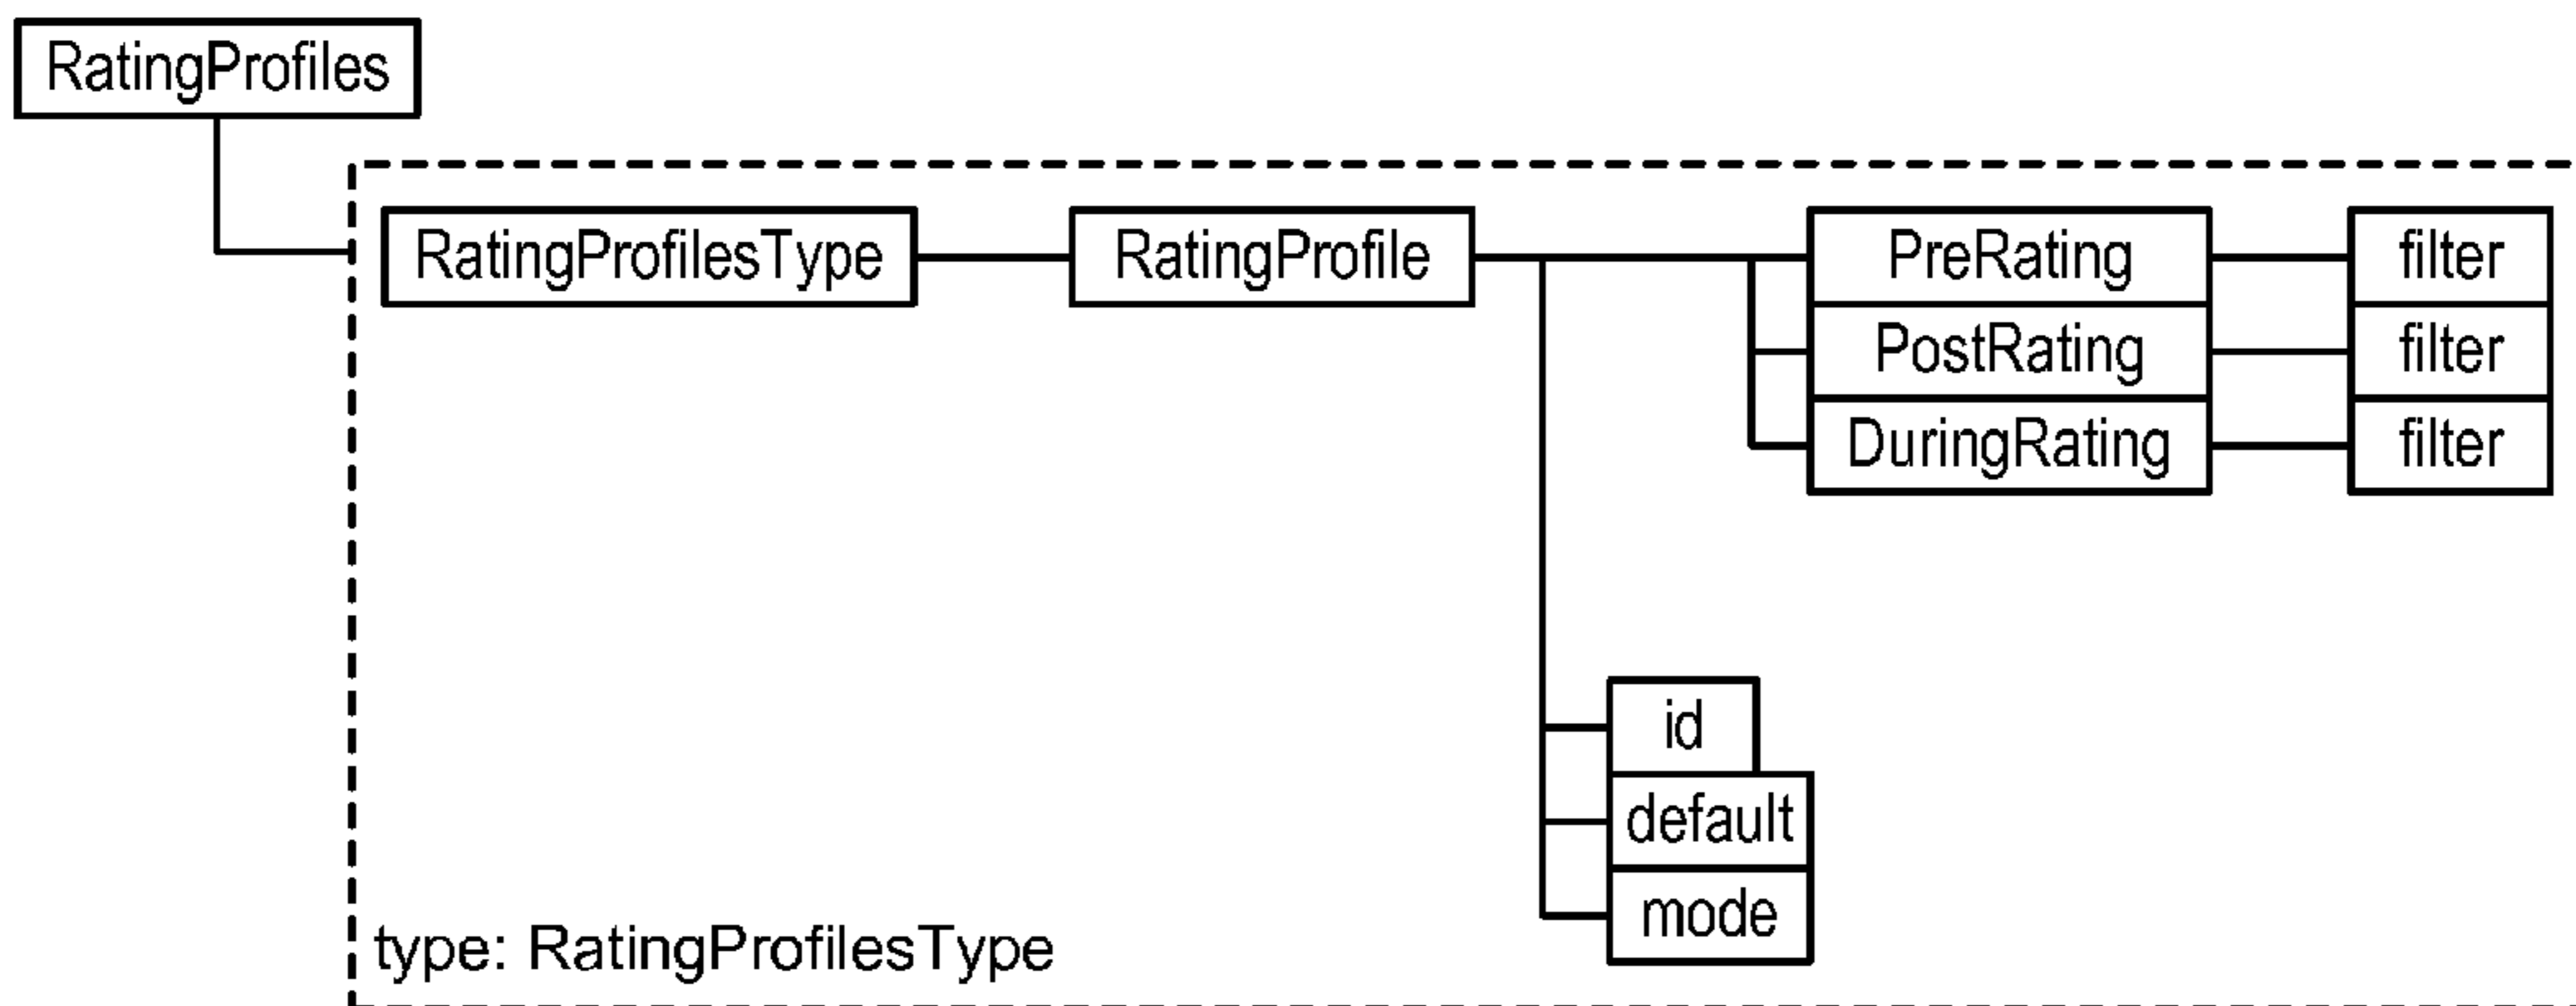 RatingProfiles
RatingProfilesType
RatingProfile
PreRating
filter
PostRating
filter
DuringRating
filter
id
default
mode
type: RatingProfilesType